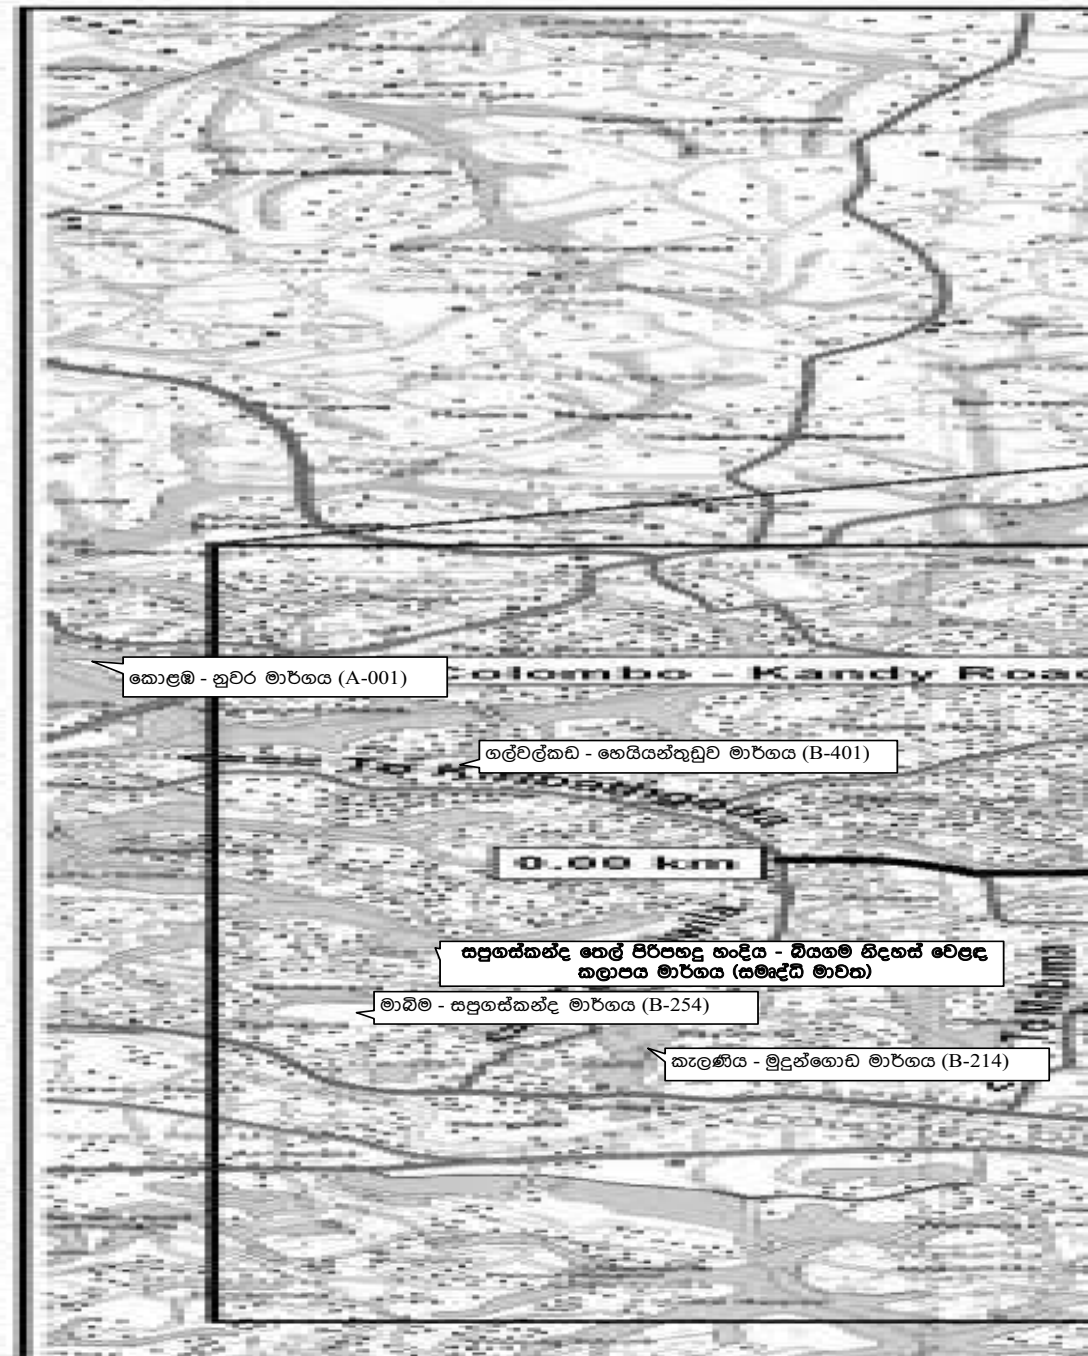 කොළඹ - නුවර මාර්ගය (A-001)
Colombo - Kandy Road
ගල්වල්කඩ - හෙයියන්තුඩුව මාර්ගය (B-401)
0.00 km
සපුගස්කන්ද තෙල් පිරිපහදු හංදිය - බියගම නිදහස් වෙළඳ
කලාපය මාර්ගය (සමෘද්ධි මාවත)
මාබිම - සපුගස්කන්ද මාර්ගය (B-254)
කැලණිය - මුදුන්ගොඩ මාර්ගය (B-214)